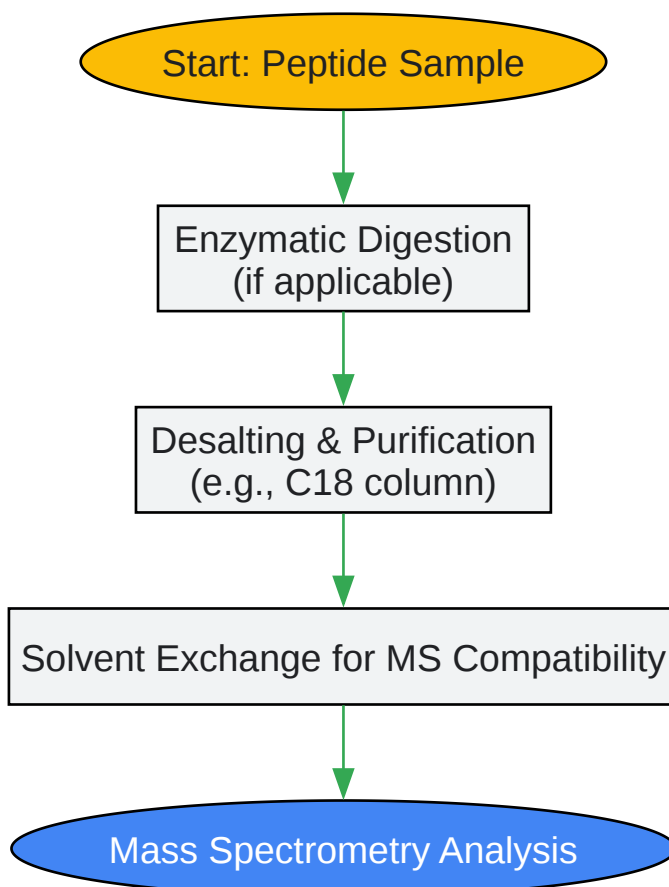 Start: Peptide Sample
Enzymatic Digestion
(if applicable)
Desalting & Purification
(e.g., C18 column)
Solvent Exchange for MS Compatibility
Mass Spectrometry Analysis